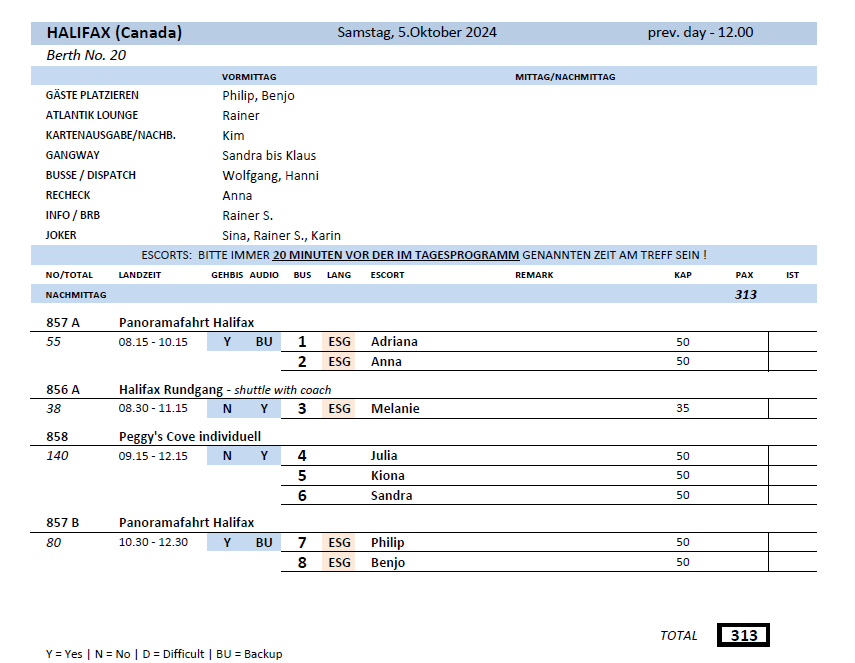 HALIFAX (Canada) Samstag, 5.Oktober 2024 prev. day - 12.00
Berth No. 20
VORMITTAG MITTAG/NACHMITTAG
GÄSTE PLATZIEREN Philip, Benjo
ATLANTIK LOUNGE Rainer
KARTENAUSGABE/NACHB. Kim
GANGWAY Sandra bis Klaus
BUSSE / DISPATCH Wolfgang, Hanni
RECHECK Anna
INFO / BRB Rainer S.
JOKER Sina, Rainer S., Karin
ESCORTS: BITTE IMMER 20 MINUTEN VOR DER IM TAGESPROGRAMM GENANNTEN ZEIT AM TREFF SEIN !
NO/TOTAL LANDZEIT GEHBIS AUDIO BUS LANG ESCORT REMARK KAP PAX IST
NACHMITTAG 313
857 A Panoramafahrt Halifax
55 08.15 - 10.15 Y BU 1 ESG Adriana 50
2 ESG Anna 50
856 A Halifax Rundgang - shuttle with coach
38 08.30 - 11.15 N Y 3 ESG Melanie 35
858 Peggy's Cove individuell
140 09.15 - 12.15 N Y 4 Julia 50
5 Kiona 50
6 Sandra 50
857 B Panoramafahrt Halifax
80 10.30 - 12.30 Y BU 7 ESG Philip 50
8 ESG Benjo 50
TOTAL 313
Y = Yes | N = No | D = Difficult | BU = Backup